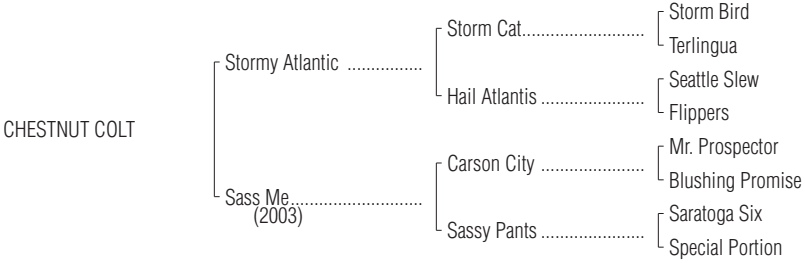 Storm Bird
Storm Cat........................
Terlingua
Stormy Atlantic ................
Seattle Slew
Hail Atlantis ......................
Flippers
CHESTNUT COLT
Mr. Prospector
Carson City ......................
Blushing Promise
Sass Me............................
(2003)
Saratoga Six
Sassy Pants ......................
Special Portion